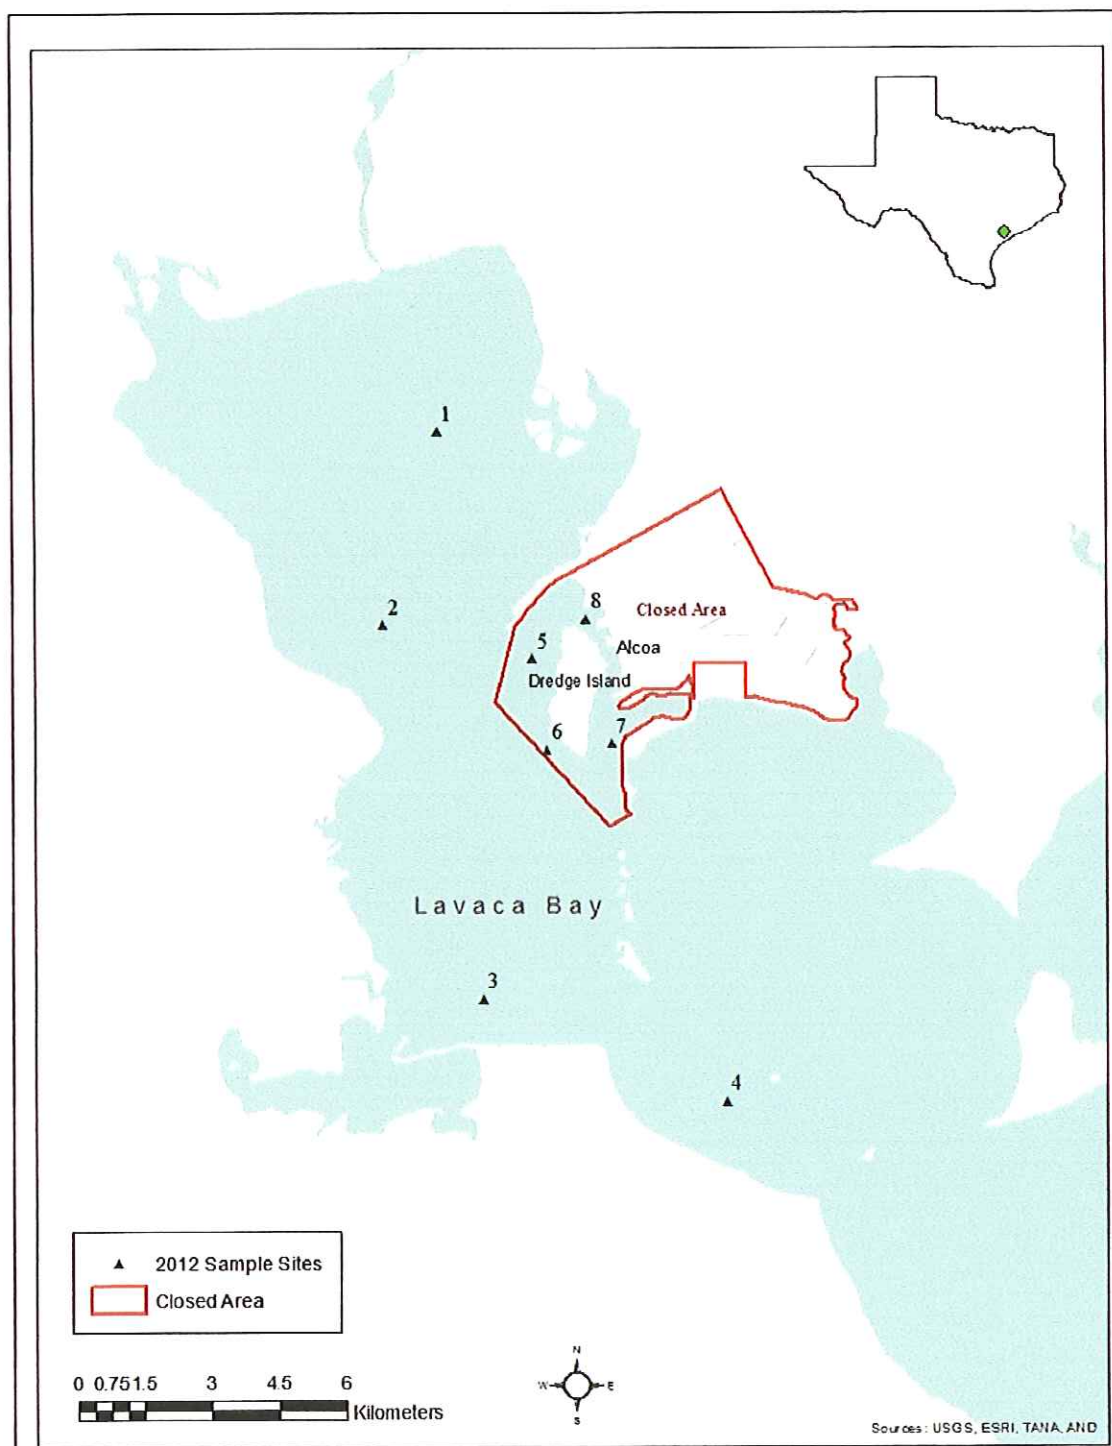 1
2
8
Closed Area
5
Alcoa
Dredge Island
6
7
Lavaca Bay
3
4
2012 Sample Sites
Closed Area
N
W E
S
0 0.75 1.5 3 4.5 6
Kilometers
Sources: USGS, ESRI, TANA, AND